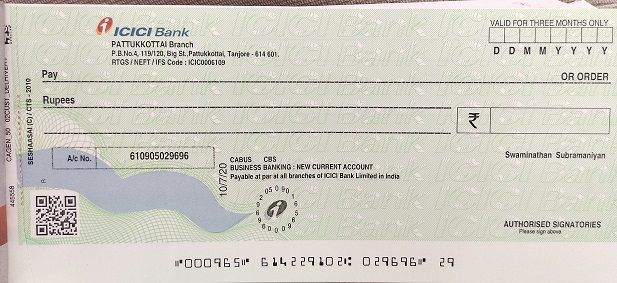 ICICI Bank
VALID FOR THREE MONTHS ONLY
PATTUKKOTTAI Branch
P.B.No.4, 119/120, Big St.,Pattukkottai, Tanjore - 614 601.
RTGS / NEFT / IFS Code : ICIC0006109
D D M M Y Y Y Y
Pay
OR ORDER
Rupees
₹
SESHAASAI(C) / CTS - 2010
A/c No. 610905029696
CABUS CBS
BUSINESS BANKING : NEW CURRENT ACCOUNT
Payable at par at all branches of ICICI Bank Limited in India
Swaminathan Subramaniyan
10/7/20
AUTHORISED SIGNATORIES
Please sign above
⑈000965⑈ 614229102⑆ 029696⑈ 29